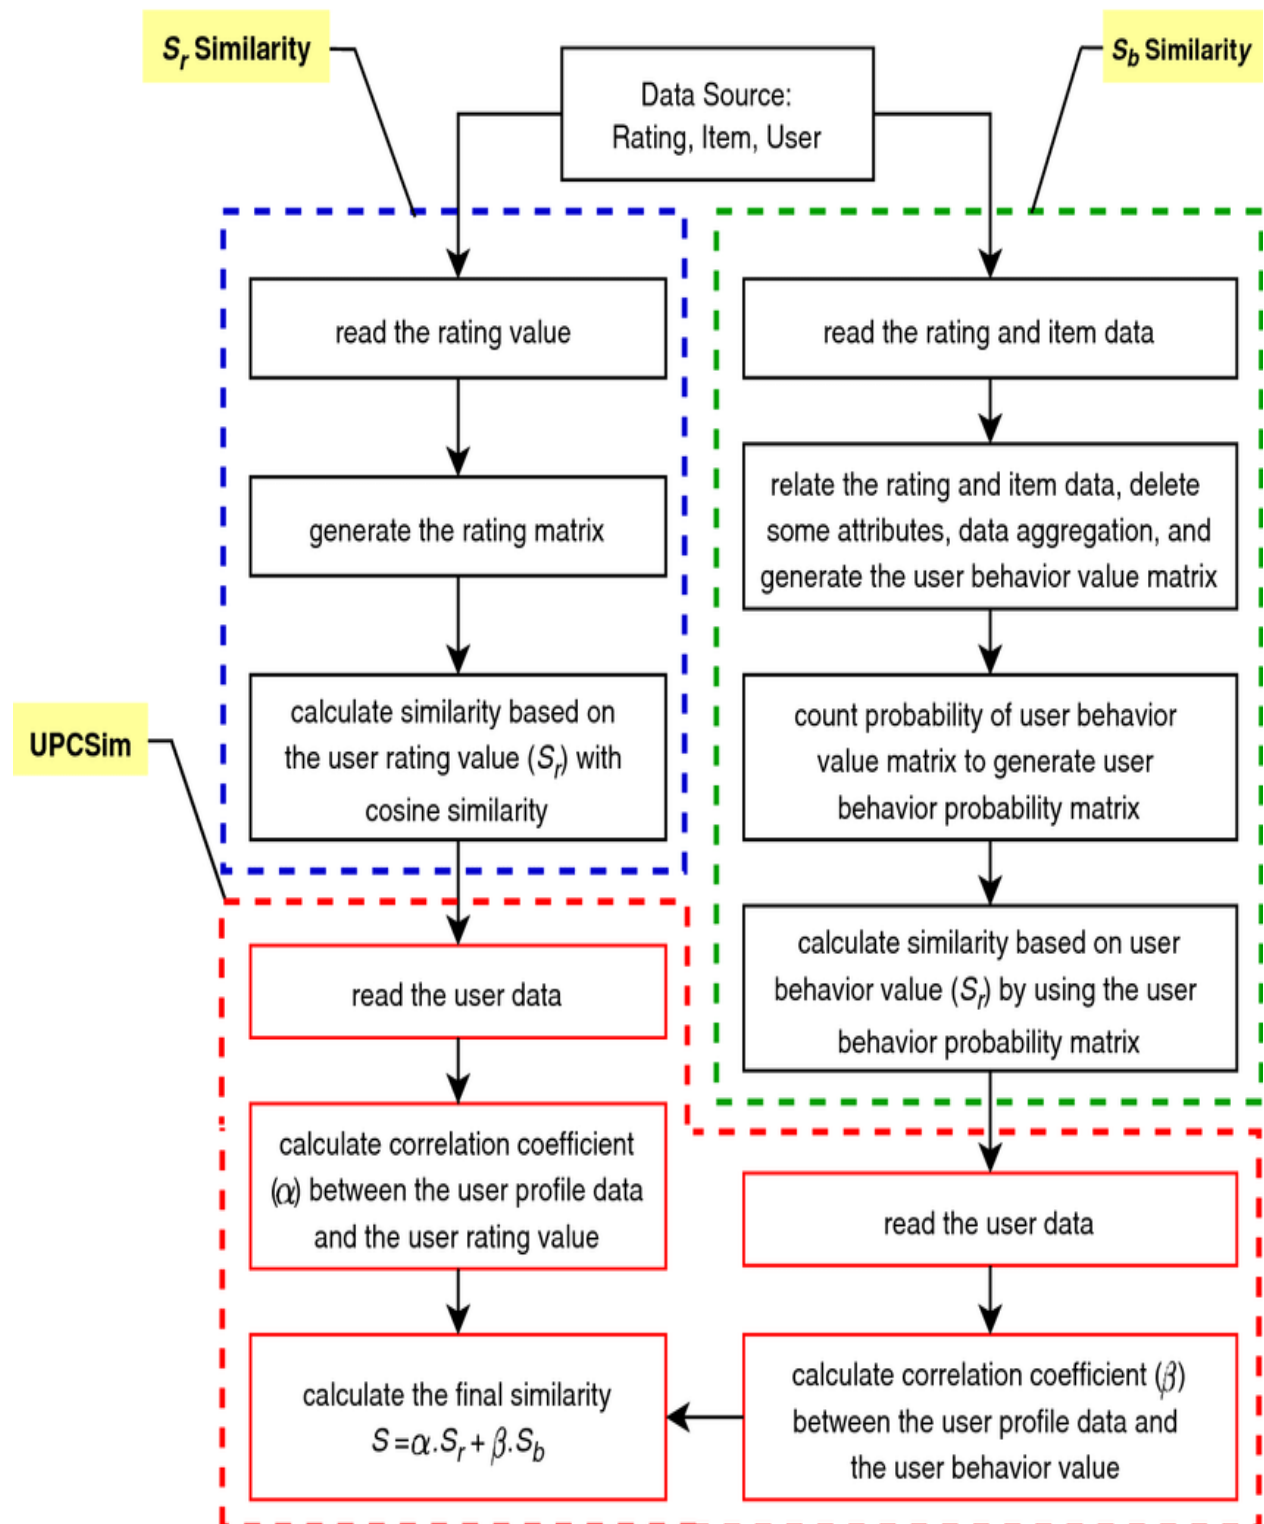 S_r Similarity
S_b Similarity
Data Source:
Rating, Item, User
read the rating value
generate the rating matrix
calculate similarity based on
the user rating value (S_r) with
cosine similarity
read the rating and item data
relate the rating and item data, delete
some attributes, data aggregation, and
generate the user behavior value matrix
count probability of user behavior
value matrix to generate user
behavior probability matrix
calculate similarity based on user
behavior value (S_r) by using the user
behavior probability matrix
UPCSim
read the user data
calculate correlation coefficient
(α) between the user profile data
and the user rating value
calculate the final similarity
S=α.S_r + β.S_b
read the user data
calculate correlation coefficient (β)
between the user profile data and
the user behavior value